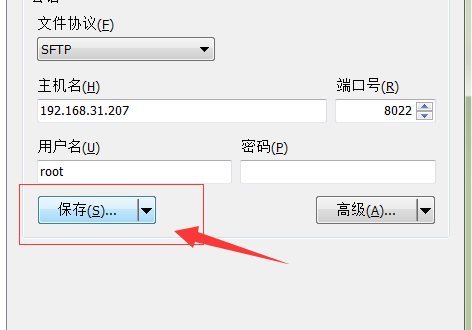 文件协议(F)
SFTP
主机名(H) 端口号(R)
192.168.31.207 8022
用户名(U) 密码(P)
root
保存(S)... 高级(A)...